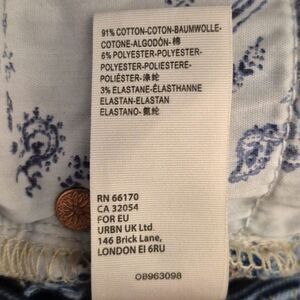 91% COTTON-COTON-BAUMWOLLE-
COTONE-ALGODÓN-棉
6% POLYESTER-POLYESTER-
POLYESTER-POLIESTERE-
POLIÉSTER-涤纶
3% ELASTANE-ÉLASTHANNE
ELASTAN-ELASTAN
ELASTANO-氨纶
RN 66170
CA 32054
FOR EU
URBN UK Ltd.
146 Brick Lane,
LONDON EI 6RU
OB963098